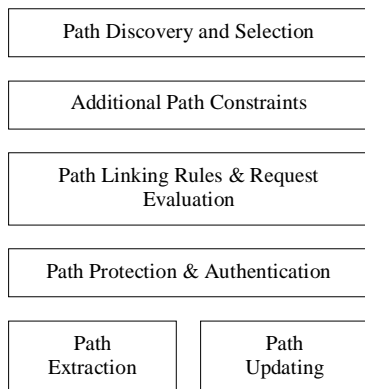 Path Discovery and Selection
Additional Path Constraints
Path Linking Rules & Request
Evaluation
Path Protection & Authentication
Path
Extraction
Path
Updating